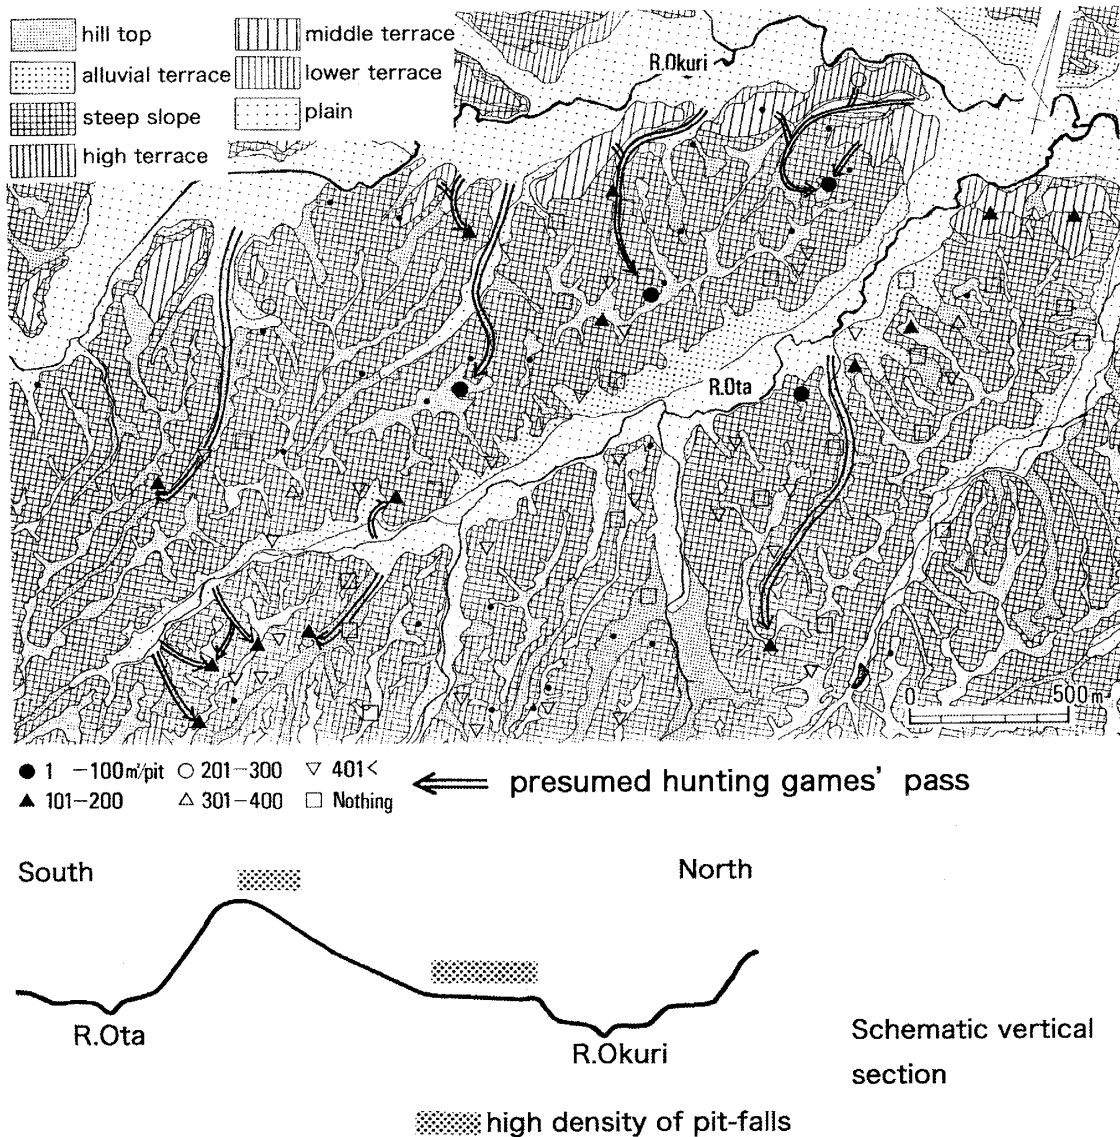 hill top
alluvial terrace
steep slope
high terrace
middle terrace
lower terrace
plain
R.Okuri
R.Ota
0 500m
● 1 －100㎡/pit ○ 201－300 ▽ 401<
▲ 101－200 △ 301－400 □ Nothing
presumed hunting games' pass
South
North
R.Ota
R.Okuri
Schematic vertical
section
high density of pit-falls